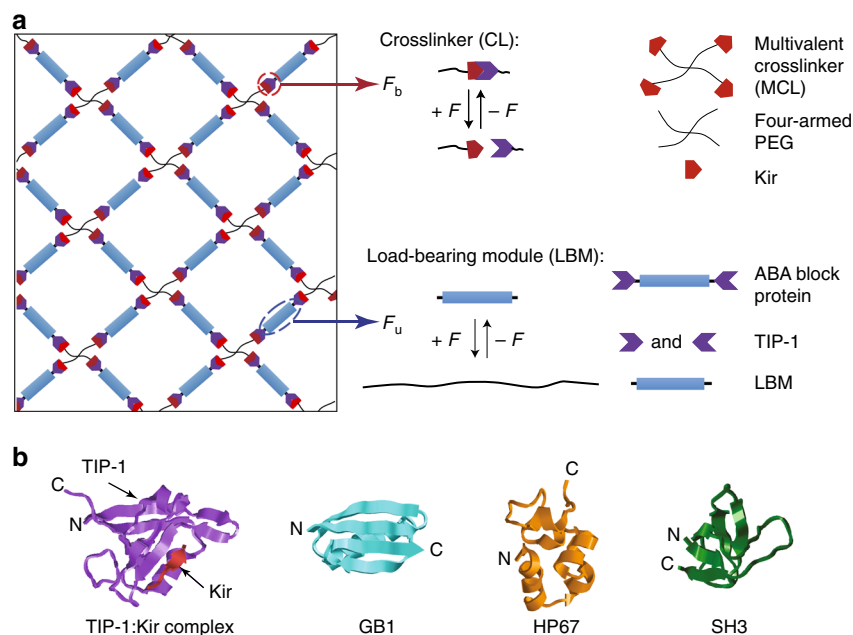 a
F_b
Crosslinker (CL):
+ F – F
Multivalent
crosslinker
(MCL)
Four-armed
PEG
Kir
F_u
Load-bearing module (LBM):
+ F – F
ABA block
protein
and
TIP-1
LBM
b
TIP-1
C
N
Kir
TIP-1:Kir complex
N
C
GB1
C
N
HP67
N
C
SH3